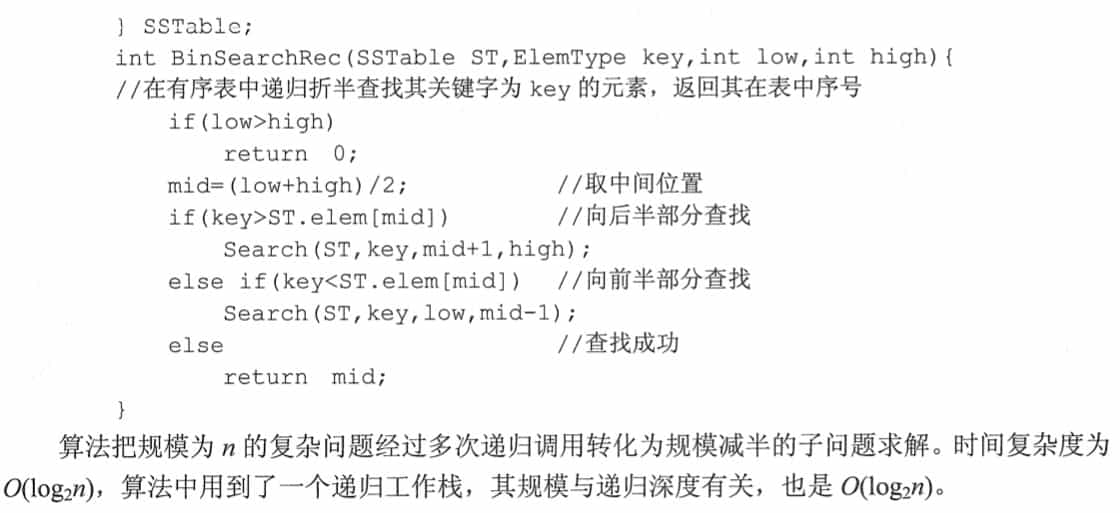 } SSTable;
int BinSearchRec(SSTable ST,ElemType key,int low,int high){
//在有序表中递归折半查找其关键字为 key 的元素，返回其在表中序号
if(low>high)
return 0;
mid=(low+high)/2; //取中间位置
if(key>ST.elem[mid]) //向后半部分查找
Search(ST,key,mid+1,high);
else if(key<ST.elem[mid]) //向前半部分查找
Search(ST,key,low,mid-1);
else //查找成功
return mid;
}
算法把规模为 n 的复杂问题经过多次递归调用转化为规模减半的子问题求解。时间复杂度为
O(log₂n)，算法中用到了一个递归工作栈，其规模与递归深度有关，也是 O(log₂n)。